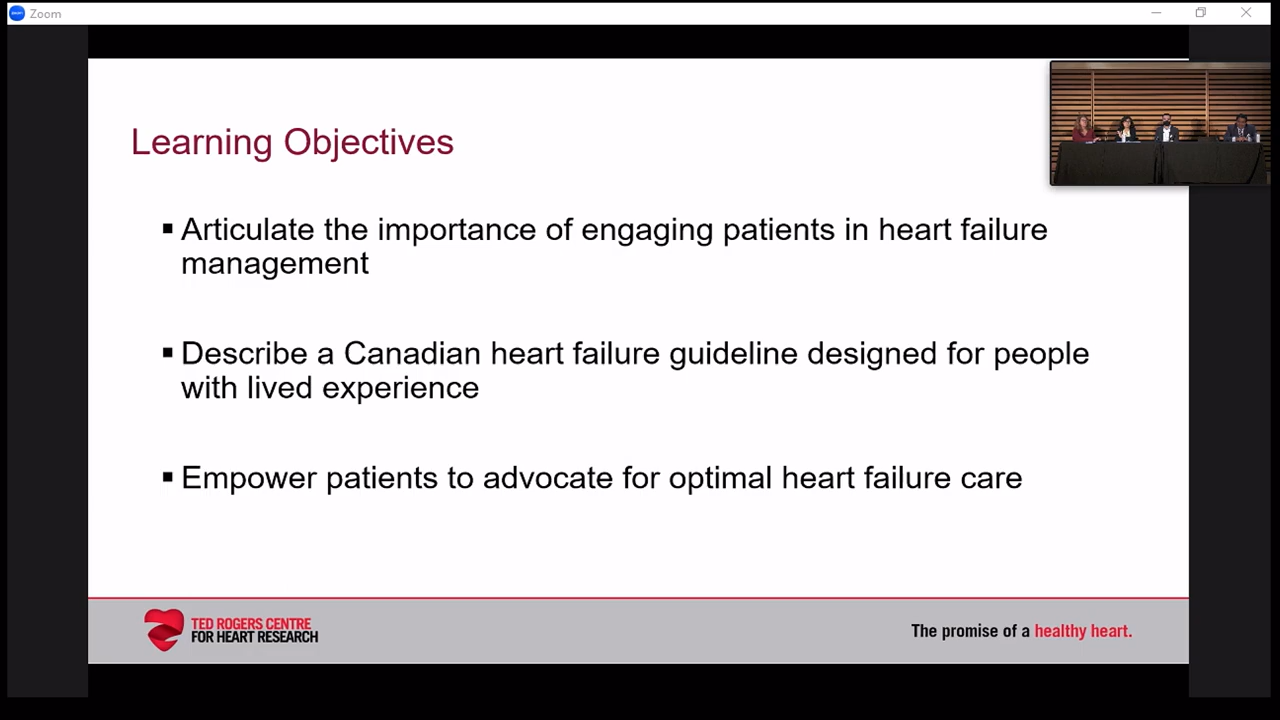 Zoom
Learning Objectives
▪ Articulate the importance of engaging patients in heart failure
management
▪ Describe a Canadian heart failure guideline designed for people
with lived experience
▪ Empower patients to advocate for optimal heart failure care
TED ROGERS CENTRE
FOR HEART RESEARCH
The promise of a healthy heart.